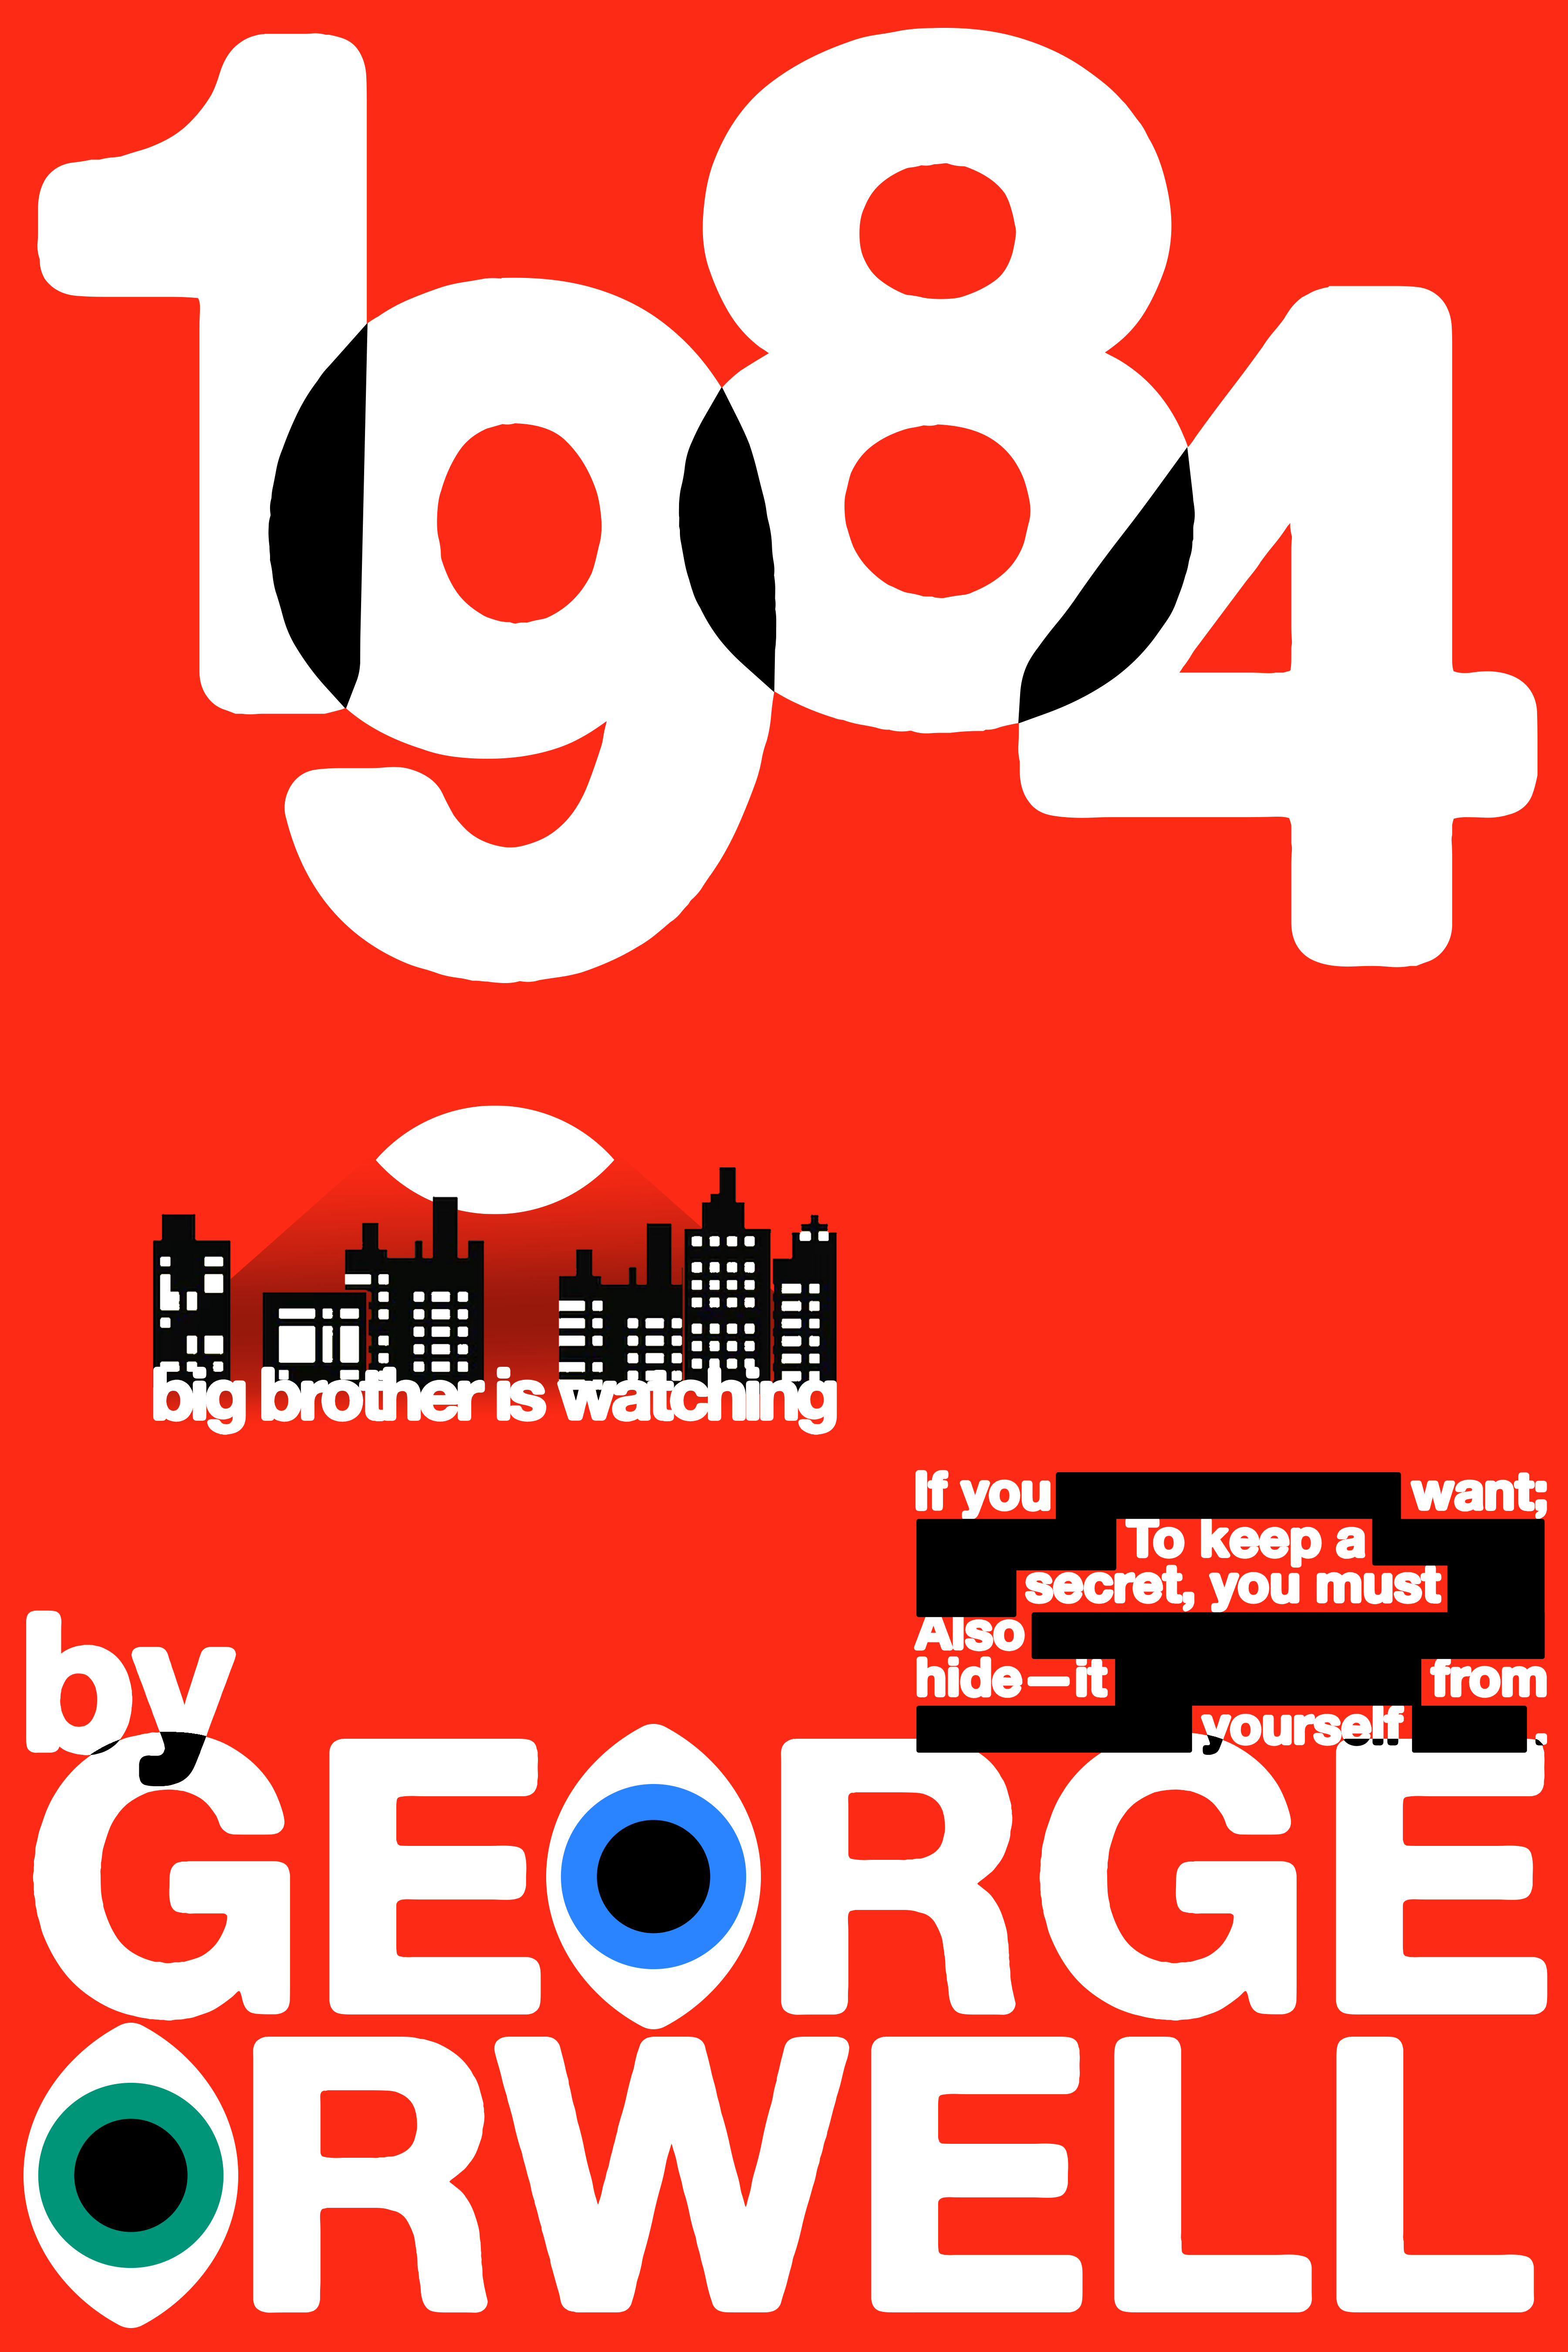 1984
big brother is watching
If you want;
To keep a
secret, you must
Also
hide—it from
yourself .
by
GEORGE
ORWELL